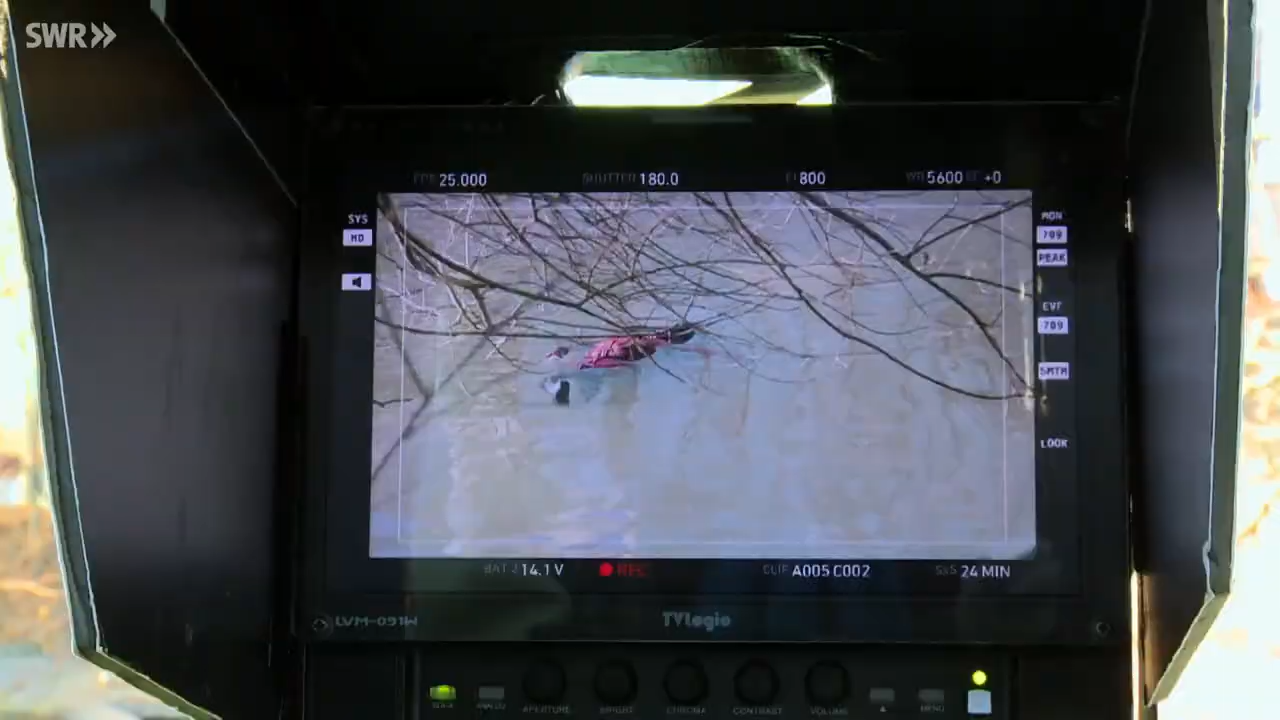 SWR»
FPS 25.000 SHUTTER 180.0 EI 800 WB 5600 CC +0
SYS
HD
MON
709
PEAK
EVF
709
SMTH
LOOK
BAT 2 14.1 V REC CLIP A005 C002 SxS 24 MIN
LVM-091W TVlogic
APERTURE BRIGHT CHROMA CONTRAST VOLUME MENU